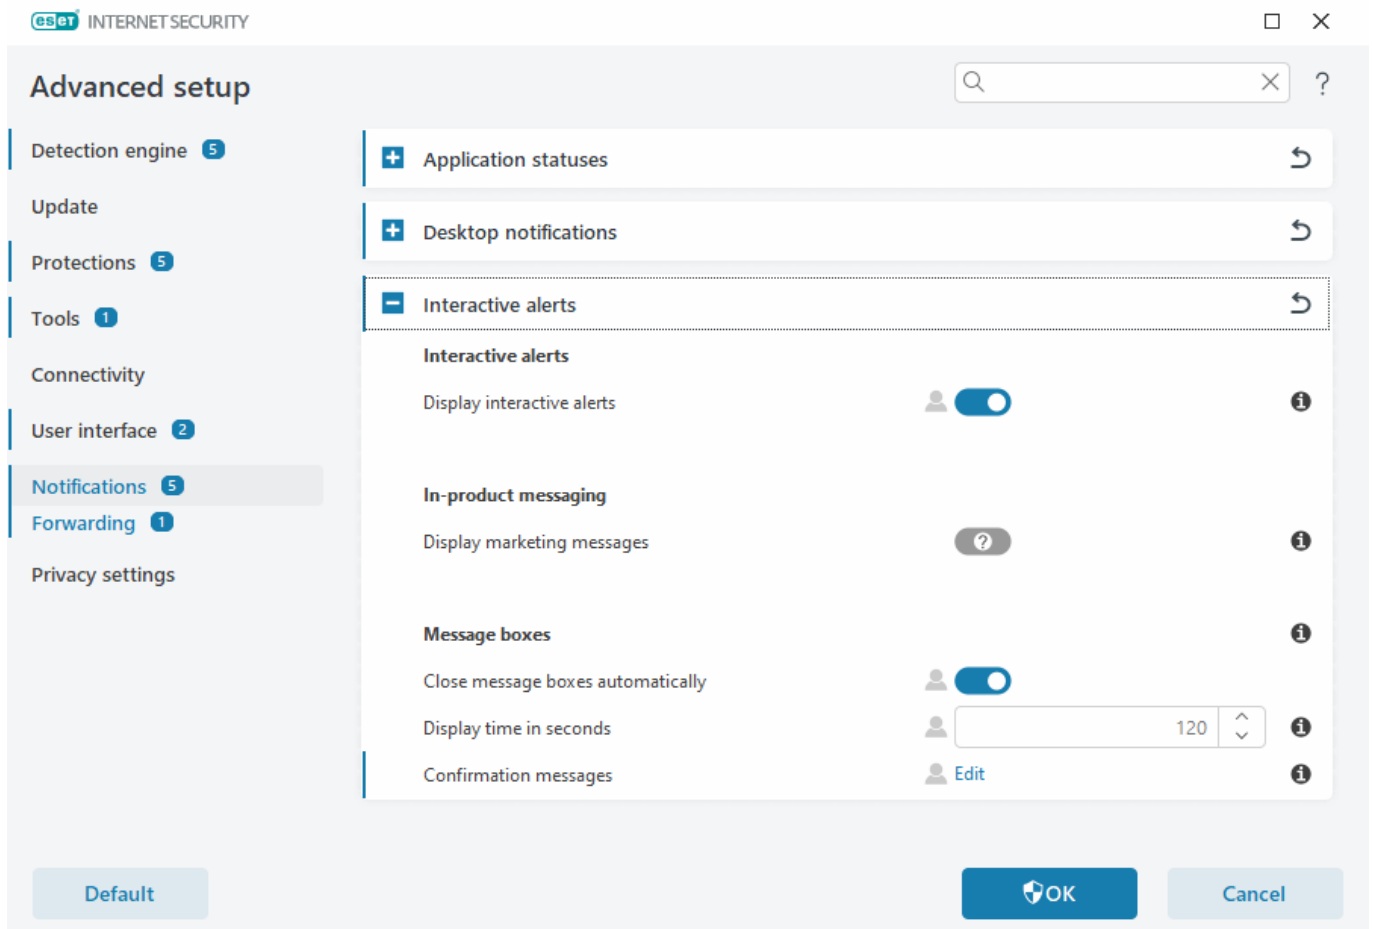 eseT INTERNET SECURITY
Advanced setup
?
Detection engine 5
Update
Protections 5
Tools 1
Connectivity
User interface 2
Notifications 5
Forwarding 1
Privacy settings
Application statuses
Desktop notifications
Interactive alerts
Interactive alerts
Display interactive alerts
In-product messaging
Display marketing messages ?
Message boxes
Close message boxes automatically
Display time in seconds 120
Confirmation messages Edit
Default
OK
Cancel